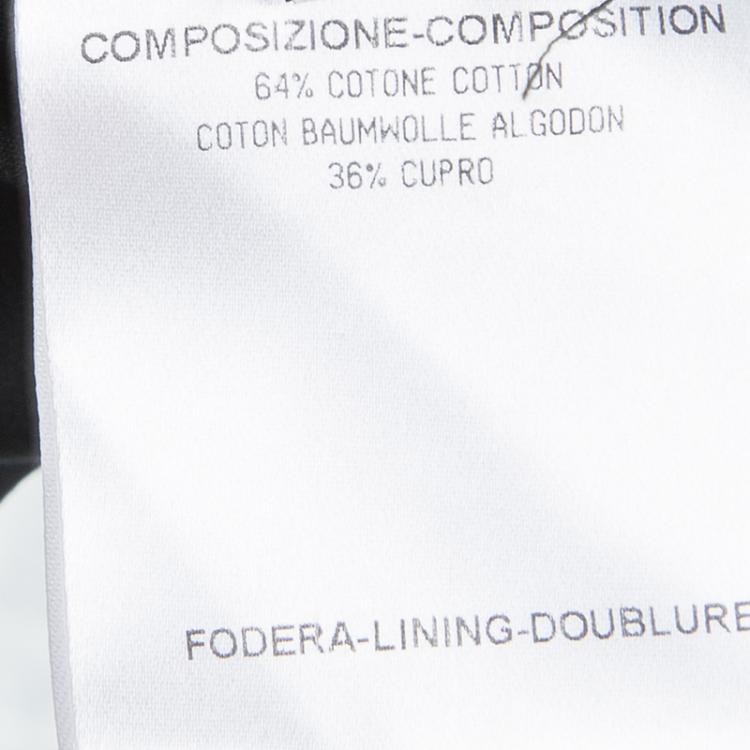 COMPOSIZIONE-COMPOSITION
64% COTONE COTTON
COTON BAUMWOLLE ALGODON
36% CUPRO
FODERA-LINING-DOUBLURE